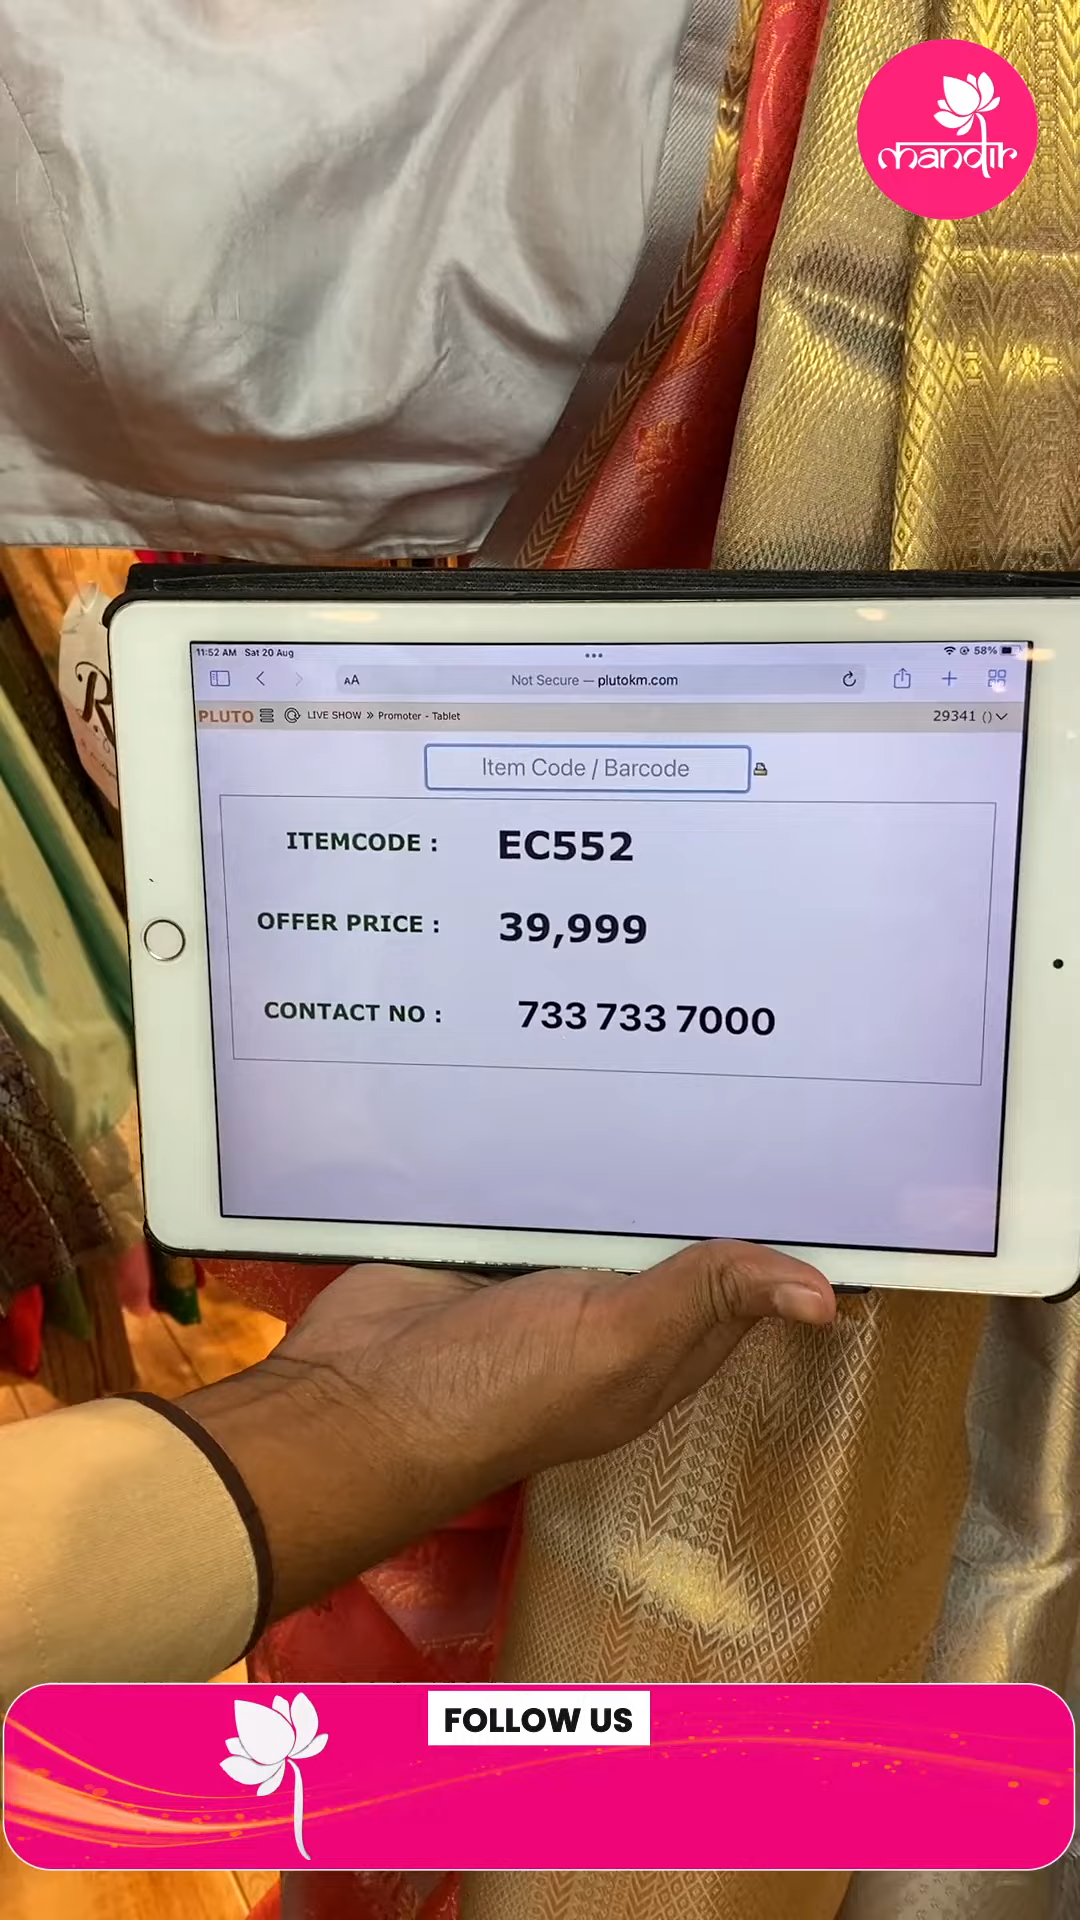 mandir
R
11:52 AM Sat 20 Aug
58%
AA
Not Secure — plutokm.com
PLUTO
LIVE SHOW » Promoter - Tablet
29341 ()
Item Code / Barcode
ITEMCODE : EC552
OFFER PRICE : 39,999
CONTACT NO : 733 733 7000
FOLLOW US